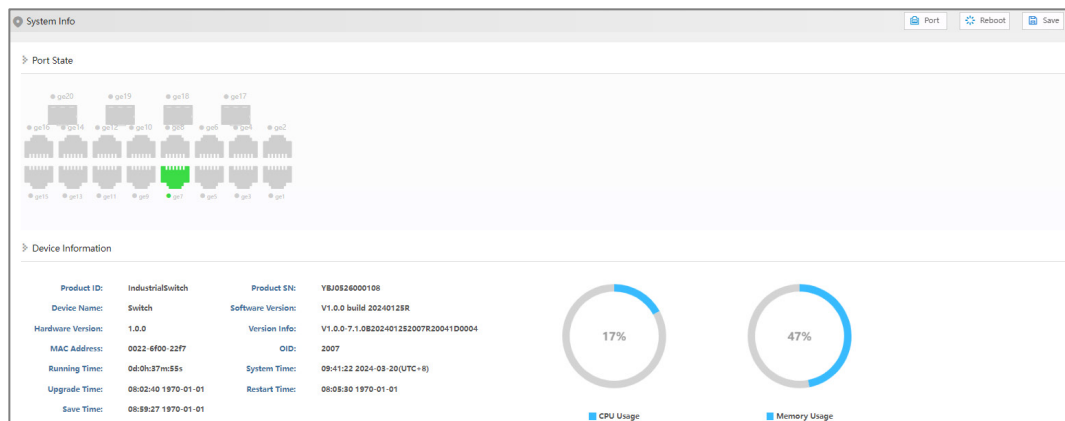 System Info Port Reboot Save
Port State
ge20 ge19 ge18 ge17
ge16 ge14 ge12 ge10 ge8 ge6 ge4 ge2
ge15 ge13 ge11 ge9 ge7 ge5 ge3 ge1
Device Information
Product ID: IndustrialSwitch Product SN: YBJ0526000108
Device Name: Switch Software Version: V1.0.0 build 20240125R
Hardware Version: 1.0.0 Version Info: V1.0.0-7.1.0B202401252007R20041D0004
MAC Address: 0022-6f00-22f7 OID: 2007
Running Time: 0d:0h:37m:55s System Time: 09:41:22 2024-03-20(UTC+8)
Upgrade Time: 08:02:40 1970-01-01 Restart Time: 08:05:30 1970-01-01
Save Time: 08:59:27 1970-01-01
17% 47%
CPU Usage Memory Usage